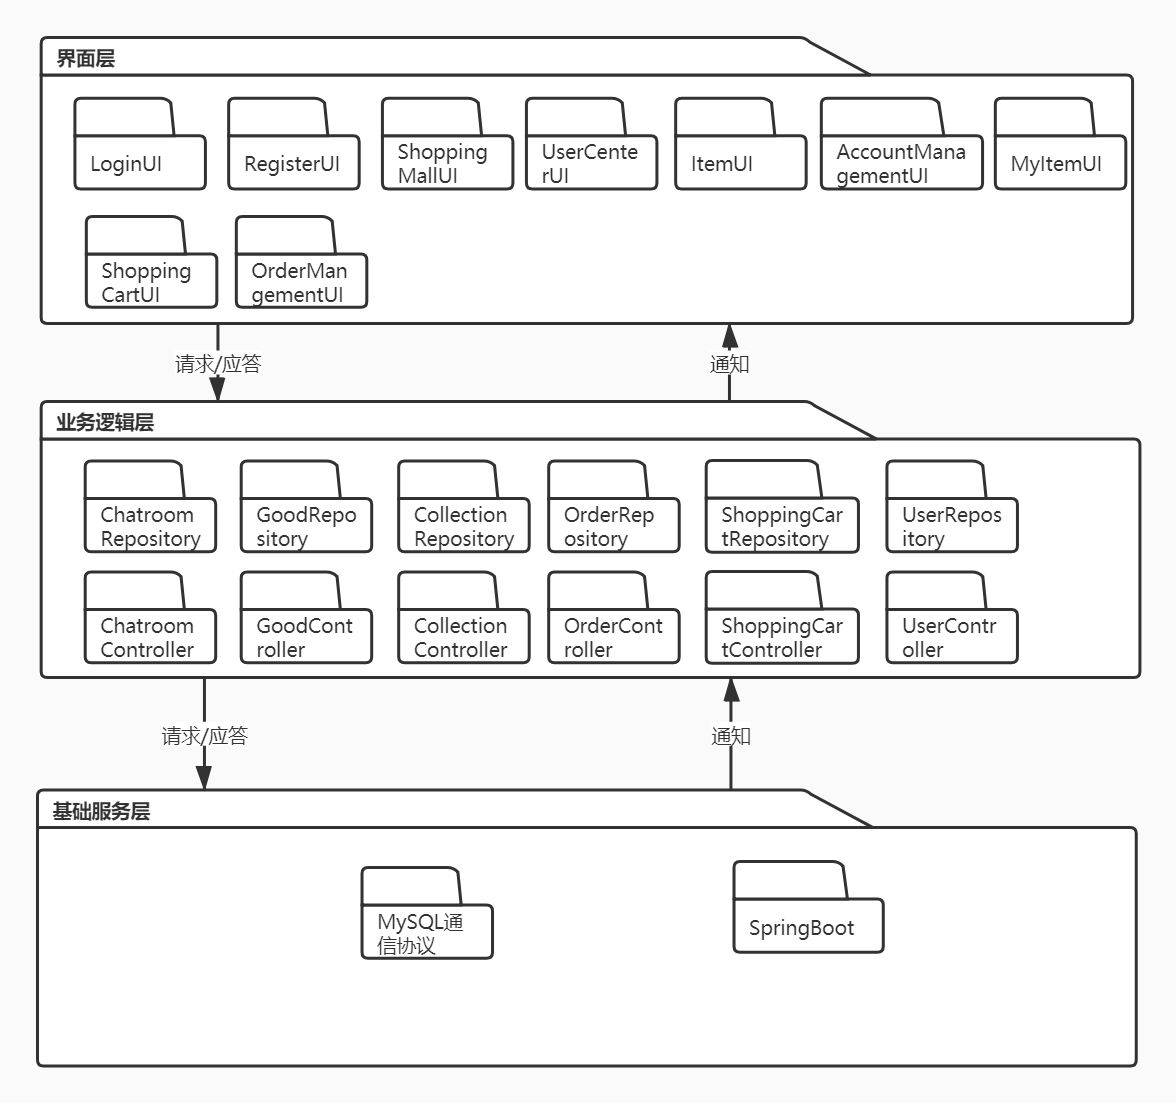 界面层
LoginUI
RegisterUI
Shopping
MallUI
UserCente
rUI
ItemUI
AccountMana
gementUI
MyItemUI
Shopping
CartUI
OrderMan
gementUI
请求/应答
通知
业务逻辑层
Chatroom
Repository
GoodRepo
sitory
Collection
Repository
OrderRep
ository
ShoppingCar
tRepository
UserRepos
itory
Chatroom
Controller
GoodCont
roller
Collection
Controller
OrderCont
roller
ShoppingCar
tController
UserContr
oller
请求/应答
通知
基础服务层
MySQL通
信协议
SpringBoot